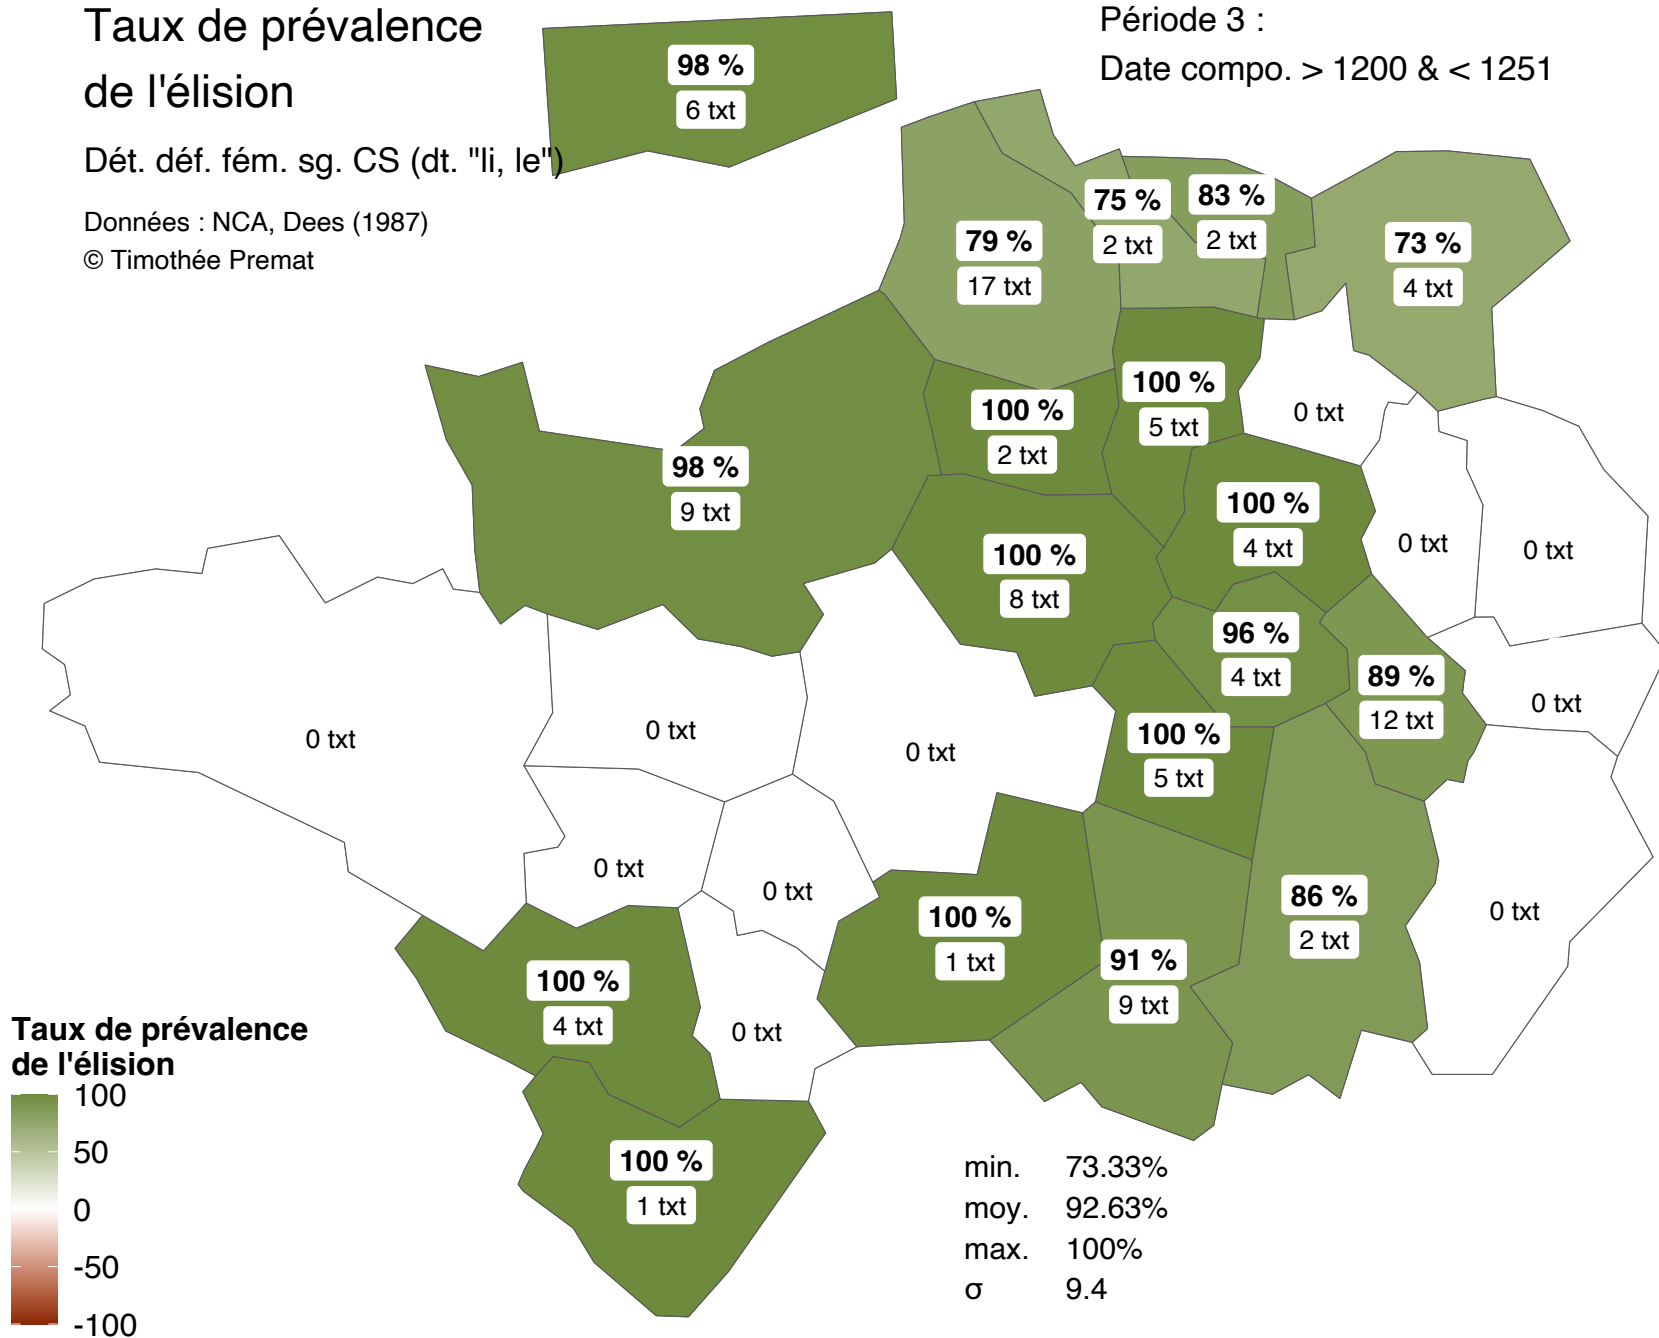 Taux de prévalence
de l'élision
Dét. déf. fém. sg. CS (dt. "li, le")
Données : NCA, Dees (1987)
© Timothée Premat
Période 3 :
Date compo. > 1200 & < 1251
98 %
6 txt
75 %
2 txt
83 %
2 txt
79 %
17 txt
73 %
4 txt
100 %
5 txt
100 %
2 txt
0 txt
98 %
9 txt
100 %
4 txt
0 txt
0 txt
100 %
8 txt
96 %
4 txt
89 %
12 txt
0 txt
0 txt
0 txt
0 txt
100 %
5 txt
0 txt
0 txt
86 %
2 txt
0 txt
100 %
1 txt
91 %
9 txt
100 %
4 txt
0 txt
100 %
1 txt
Taux de prévalence
de l'élision
100
50
0
-50
-100
min. 73.33%
moy. 92.63%
max. 100%
σ 9.4